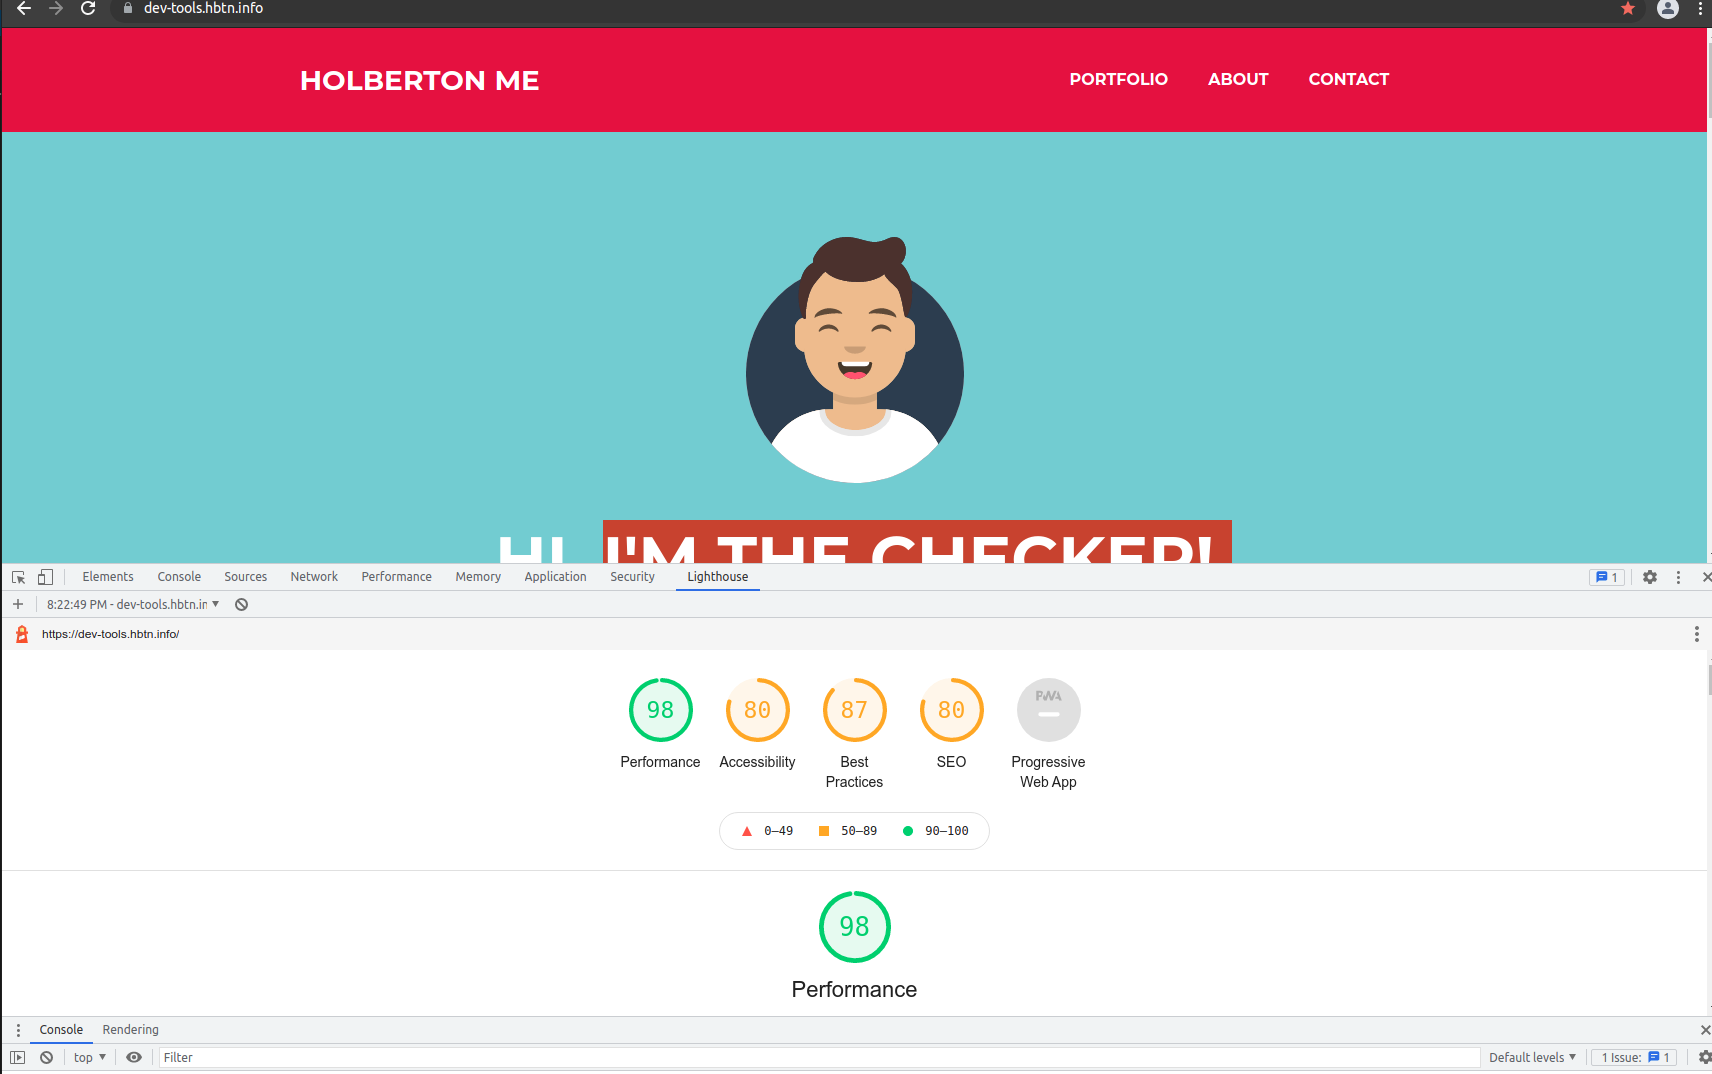 dev-tools.hbtn.info
HOLBERTON ME
PORTFOLIO ABOUT CONTACT
HI, I'M THE CHECKER!
Elements Console Sources Network Performance Memory Application Security Lighthouse 1
8:22:49 PM - dev-tools.hbtn.in
https://dev-tools.hbtn.info/
98 80 87 80 PWA
Performance Accessibility Best Practices SEO Progressive Web App
0–49 50–89 90–100
98
Performance
Console Rendering
top Filter Default levels 1 Issue: 1